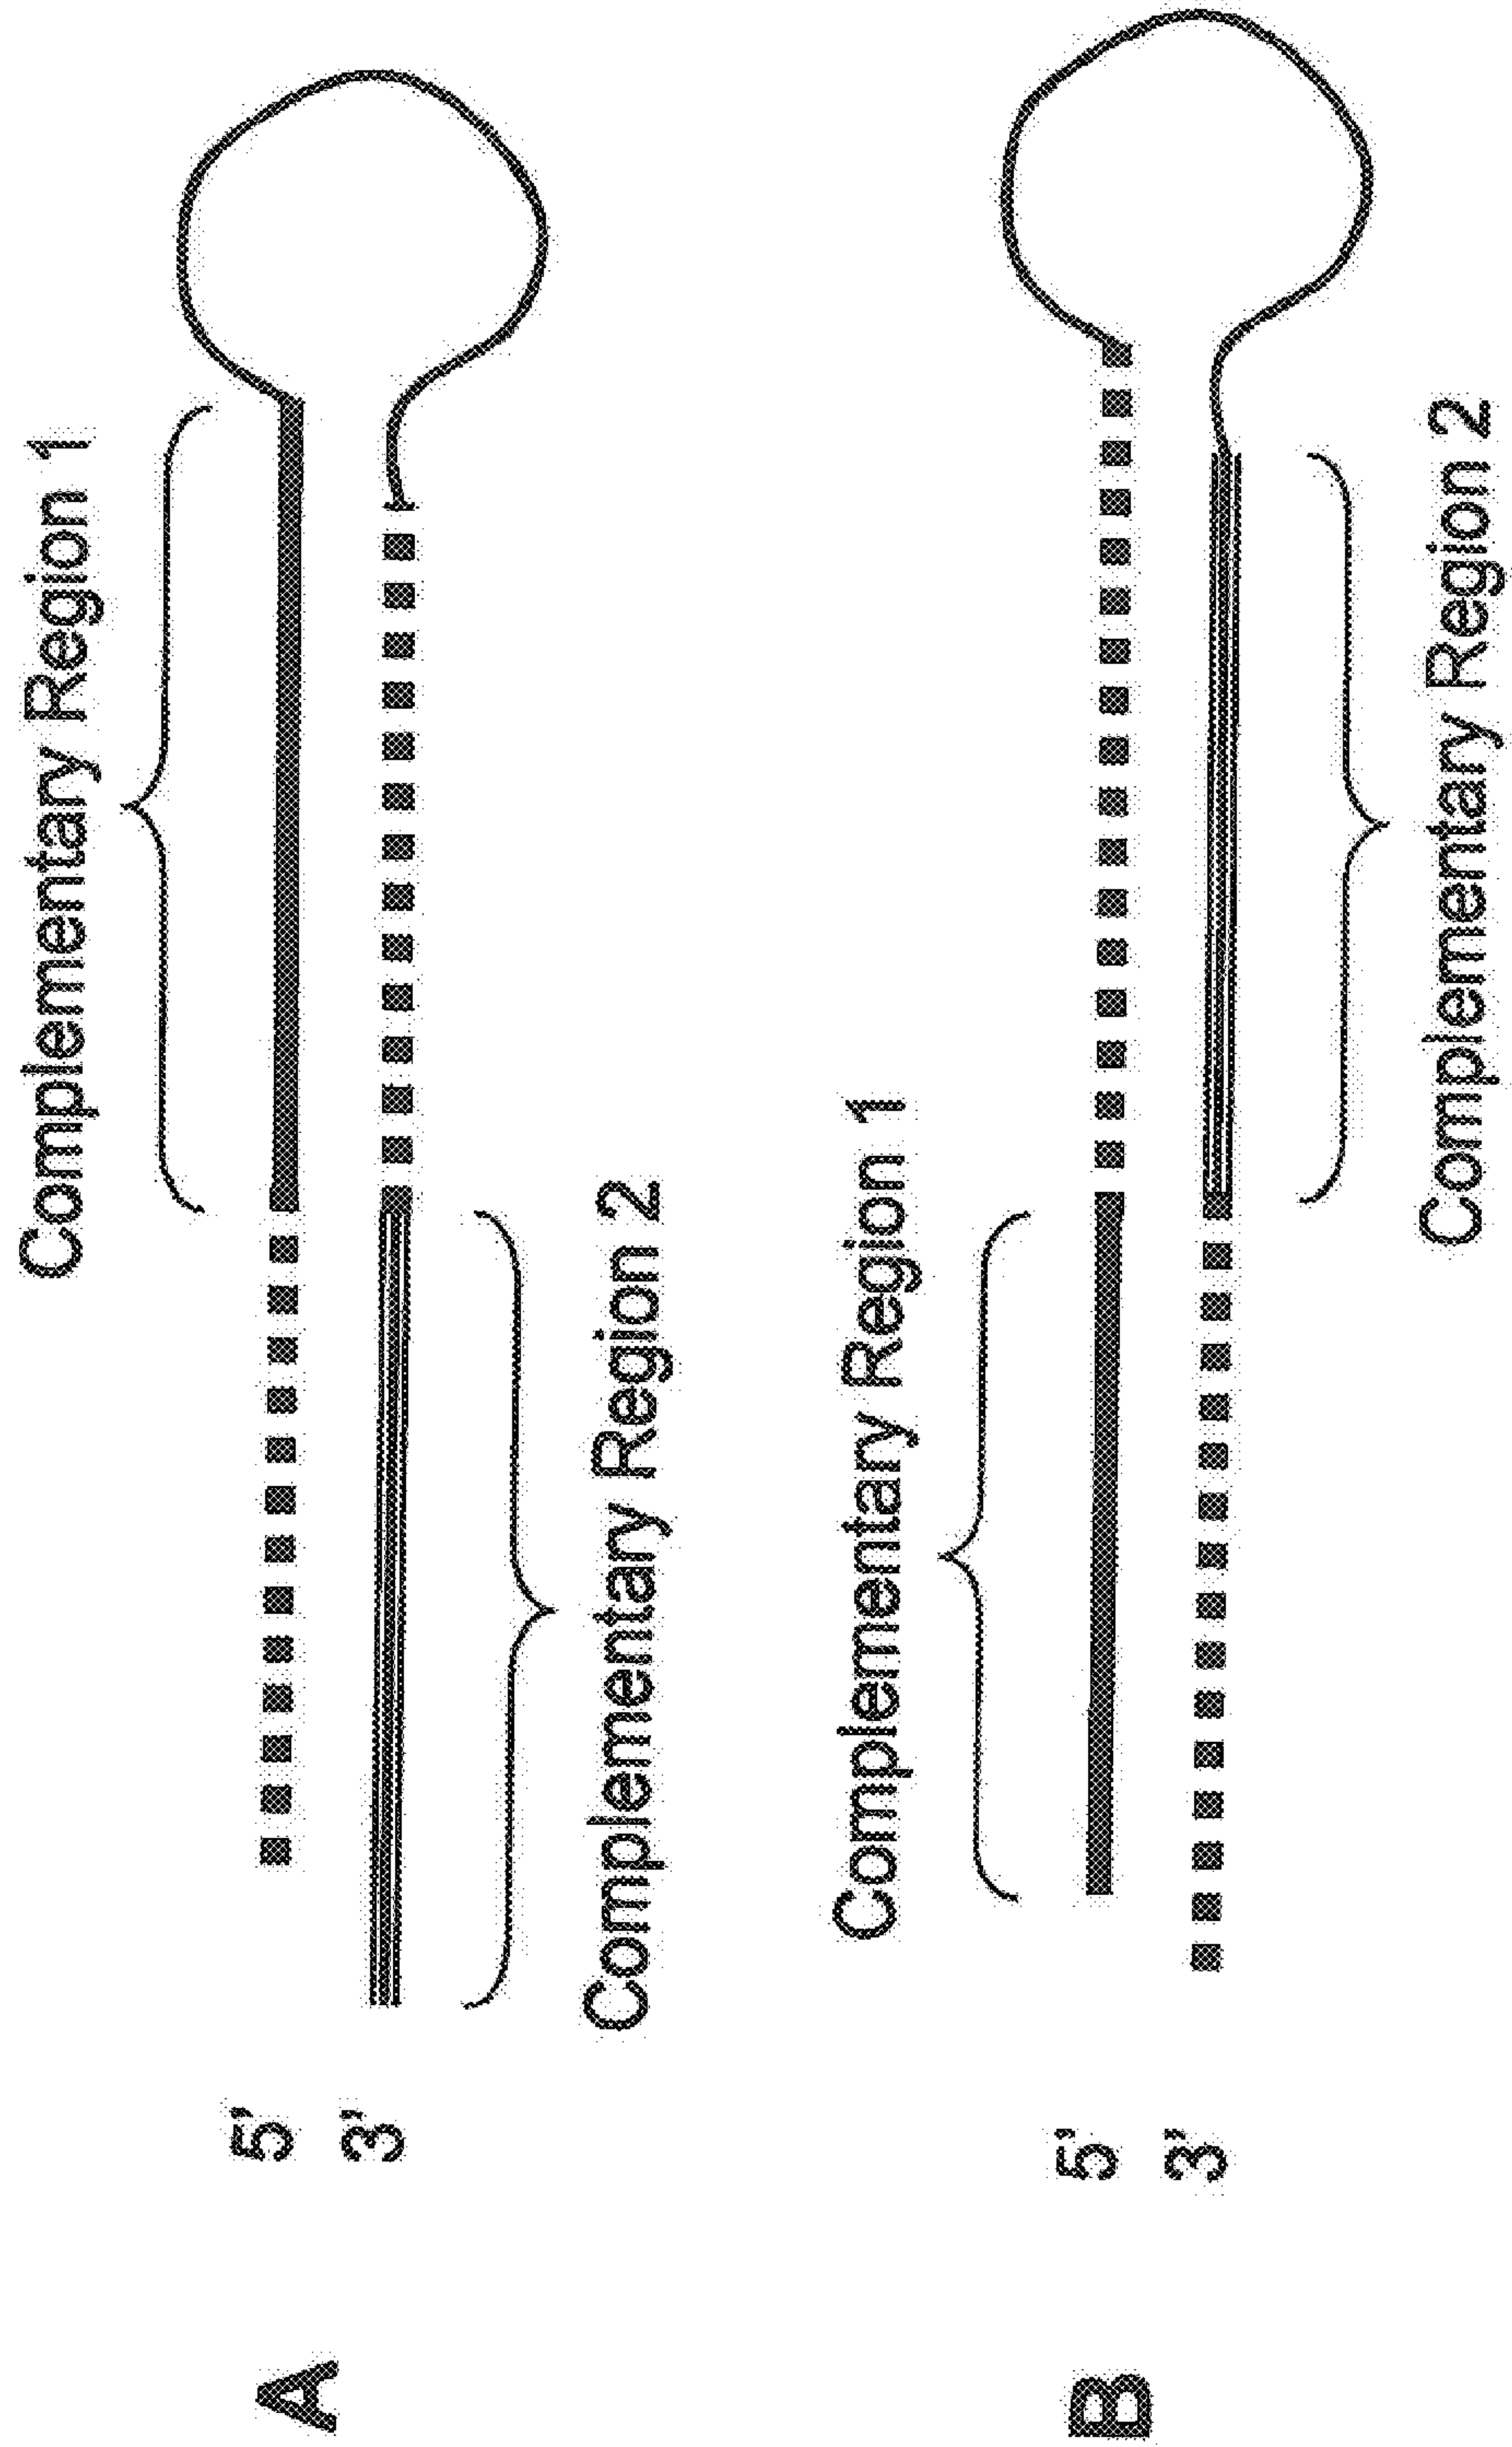 A
5'
3'
Complementary Region 1
Complementary Region 2
B
5'
3'
Complementary Region 1
Complementary Region 2